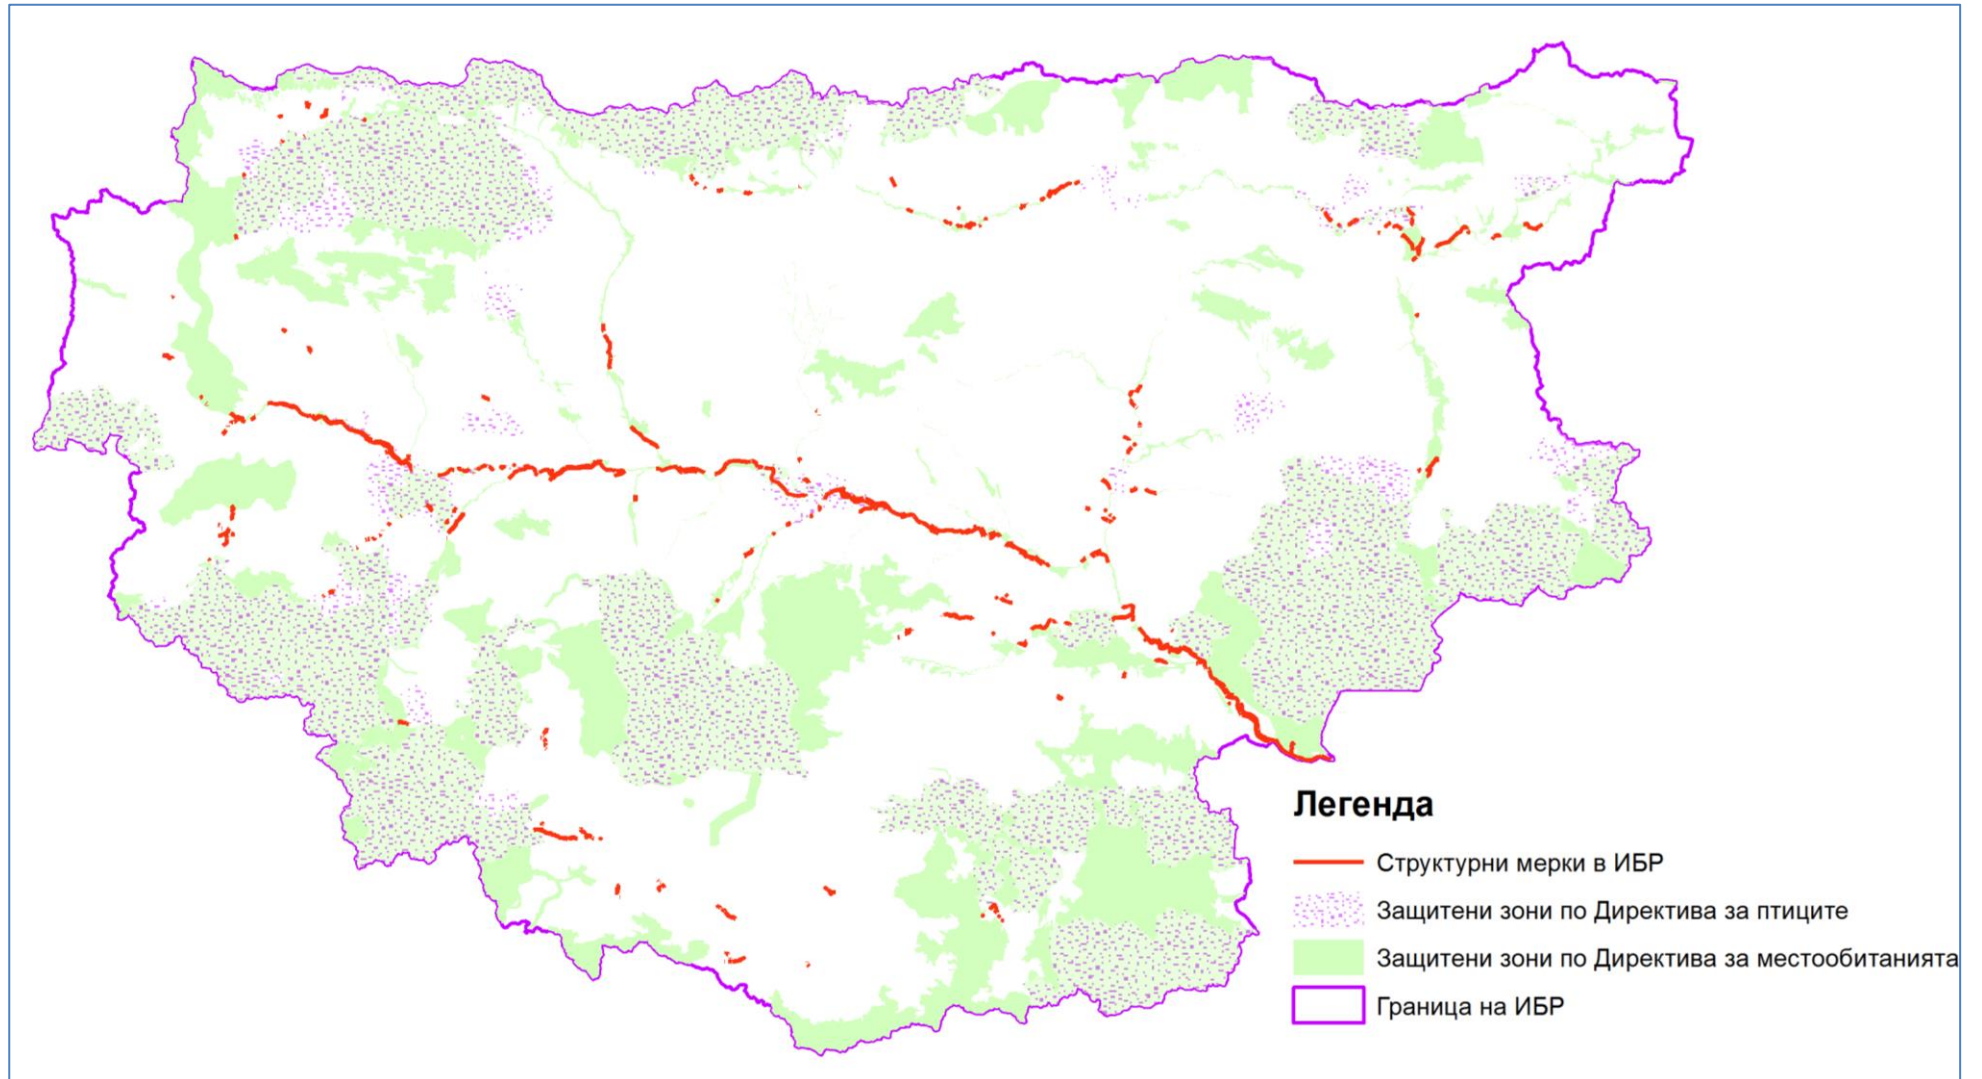 Легенда
Структурни мерки в ИБР
Защитени зони по Директива за птиците
Защитени зони по Директива за местообитанията
Граница на ИБР